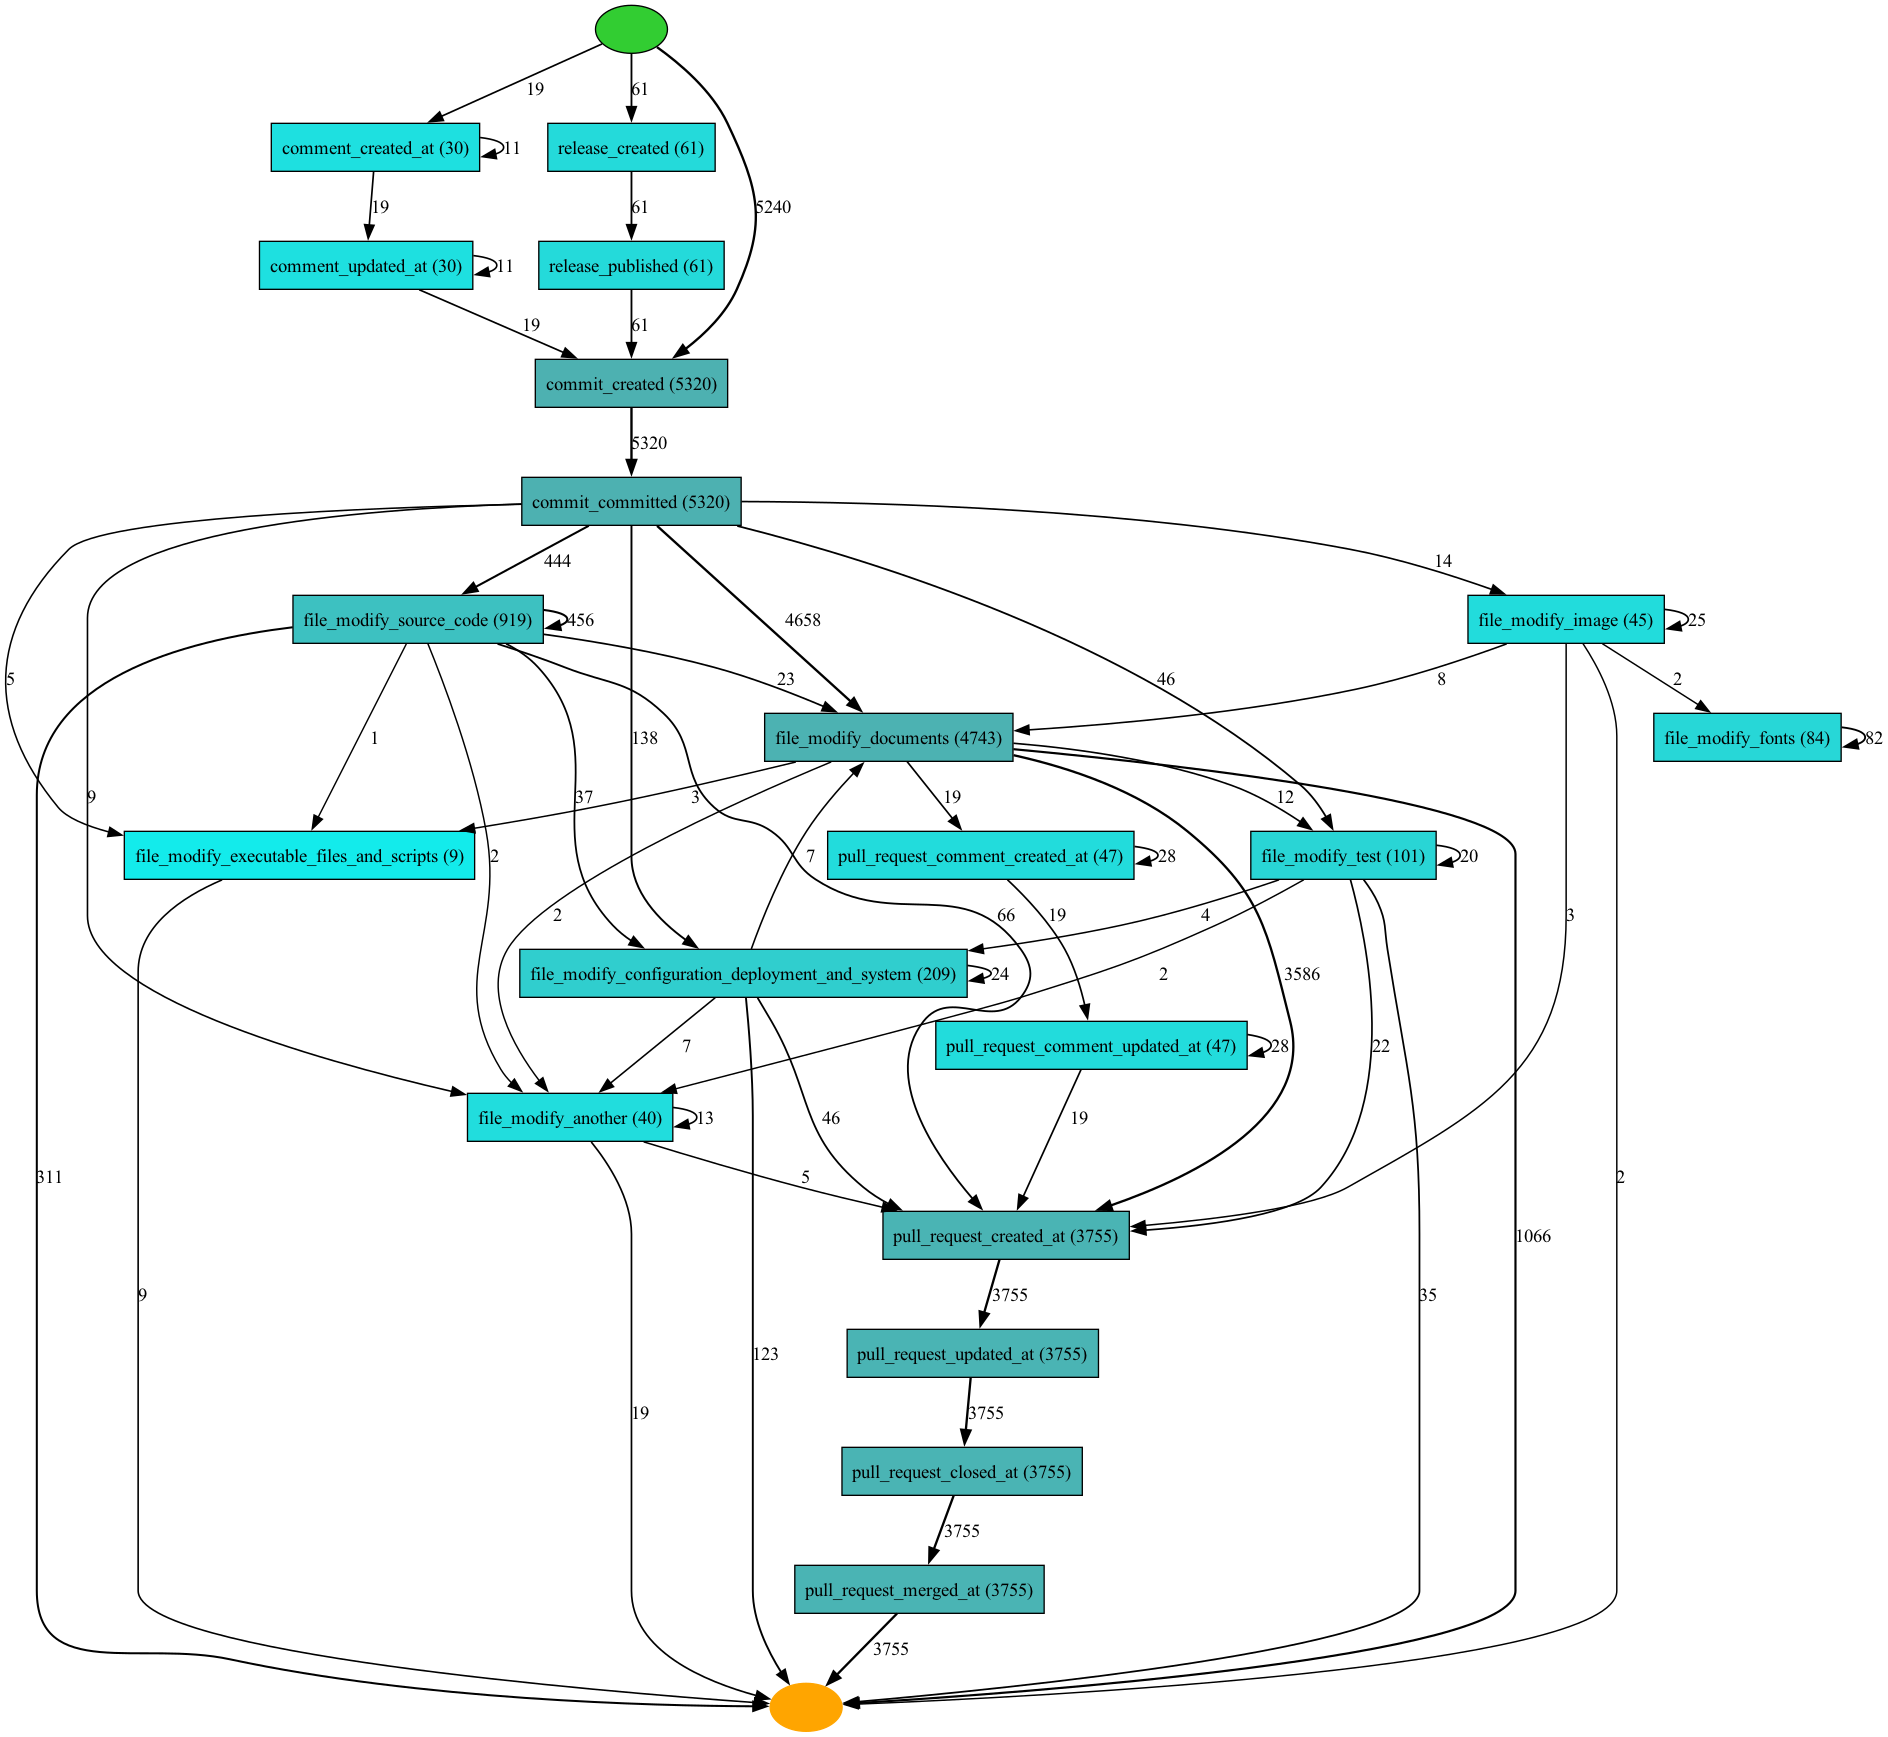 19
61
comment_created_at (30)
11
release_created (61)
19
61
5240
comment_updated_at (30)
11
release_published (61)
19
61
commit_created (5320)
5320
commit_committed (5320)
444
14
file_modify_source_code (919)
456
4658
file_modify_image (45)
25
5
23
46
8
2
1
138
file_modify_documents (4743)
file_modify_fonts (84)
82
9
37
3
19
12
file_modify_executable_files_and_scripts (9)
2
7
pull_request_comment_created_at (47)
28
file_modify_test (101)
20
2
66
19
4
3
file_modify_configuration_deployment_and_system (209)
24
3586
2
7
pull_request_comment_updated_at (47)
28
22
file_modify_another (40)
13
46
19
311
5
2
pull_request_created_at (3755)
1066
9
3755
35
123
pull_request_updated_at (3755)
19
3755
pull_request_closed_at (3755)
3755
pull_request_merged_at (3755)
3755